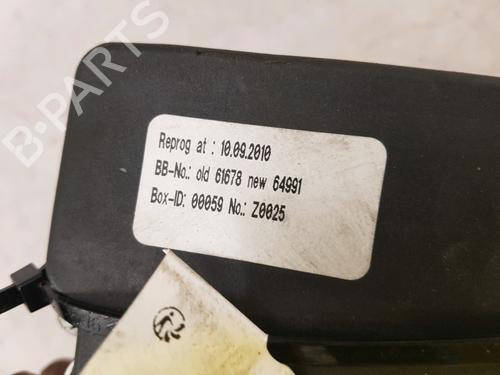 B-PARTS
Reprog at : 10.09.2010
BB-No.: old 61678 new 64991
Box-ID: 00059 No.: Z0025